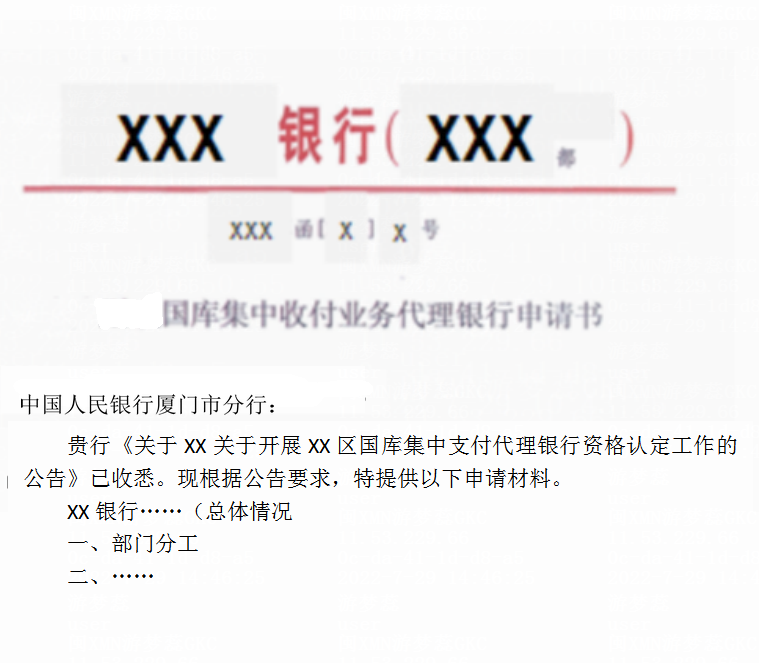 XXX 银行(XXX部)
XXX 函[X]X号
国库集中收付业务代理银行申请书
中国人民银行厦门市分行：
贵行《关于 XX 关于开展 XX 区国库集中支付代理银行资格认定工作的
公告》已收悉。现根据公告要求，特提供以下申请材料。
XX 银行……（总体情况
一、部门分工
二、……